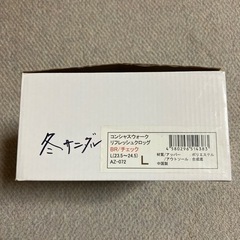 冬サンダル
コンシャスウォーク
リフレッシュクロッグ
BR/チェック
L(23.5～24.5)
AZ-072
L
4580296516383
材質/アッパー ポリエステル
/アウトソール 合成底
中国製